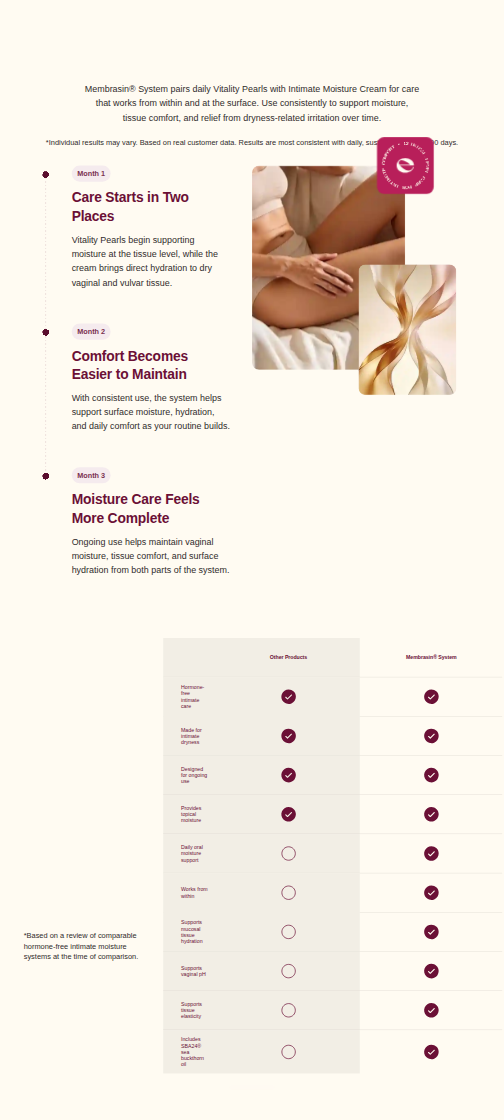 Membrasin® System pairs daily Vitality Pearls with Intimate Moisture Cream for care
that works from within and at the surface. Use consistently to support moisture,
tissue comfort, and relief from dryness-related irritation over time.
*Individual results may vary. Based on real customer data. Results are most consistent with daily, 0 days.
Month 1
Care Starts in Two
Places
Vitality Pearls begin supporting
moisture at the tissue level, while the
cream brings direct hydration to dry
vaginal and vulvar tissue.
Month 2
Comfort Becomes
Easier to Maintain
With consistent use, the system helps
support surface moisture, hydration,
and daily comfort as your routine builds.
Month 3
Moisture Care Feels
More Complete
Ongoing use helps maintain vaginal
moisture, tissue comfort, and surface
hydration from both parts of the system.
Other Products
Membrasin® System
Hormone-
free
intimate
care
Made for
intimate
dryness
Designed
for ongoing
use
Provides
topical
moisture
Daily oral
moisture
support
Works from
within
Supports
mucosal
tissue
hydration
Supports
vaginal pH
Supports
tissue
elasticity
Includes
SBA24®
sea
buckthorn
oil
*Based on a review of comparable
hormone-free intimate moisture
systems at the time of comparison.